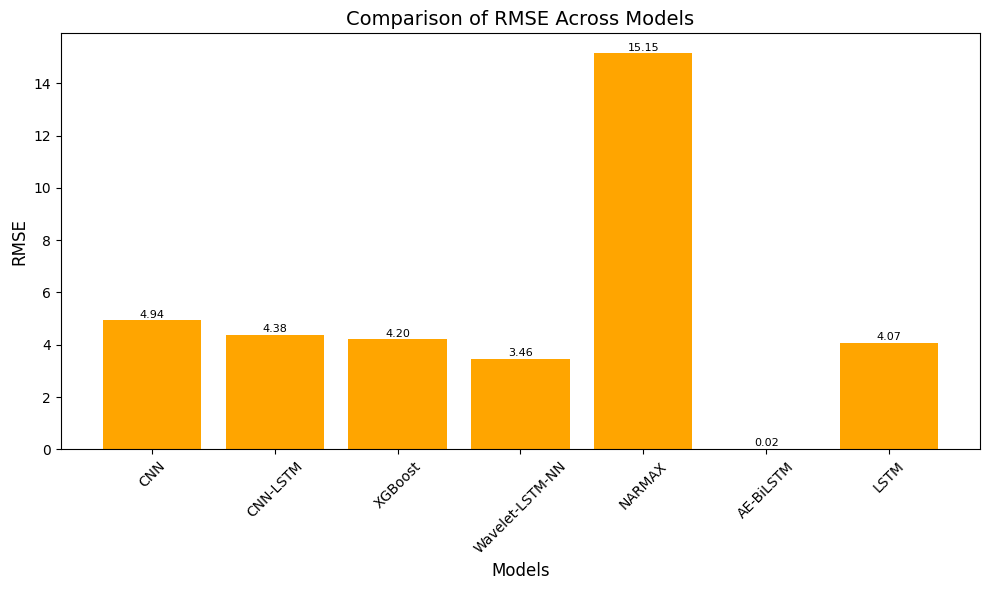 Comparison of RMSE Across Models
RMSE
14
12
10
8
6
4
2
0
4.94
4.38
4.20
3.46
15.15
0.02
4.07
CNN
CNN-LSTM
XGBoost
Wavelet-LSTM-NN
NARMAX
AE-BiLSTM
LSTM
Models